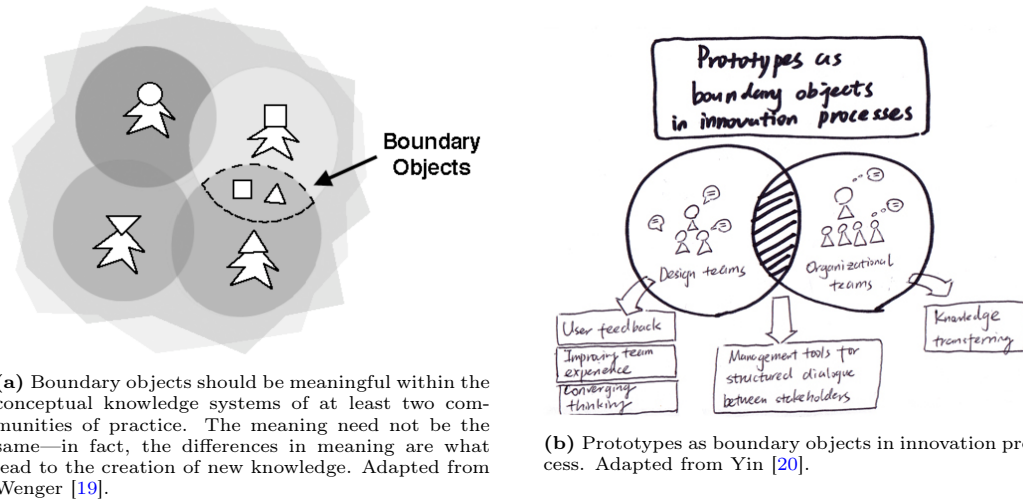 Boundary
Objects
(a) Boundary objects should be meaningful within the
conceptual knowledge systems of at least two com-
munities of practice. The meaning need not be the
same—in fact, the differences in meaning are what
lead to the creation of new knowledge. Adapted from
Wenger [19].
Prototypes as
boundary objects
in innovation processes
Design teams
Organizational
teams
User feedback
Improving team
experience
Converging
thinking
Management tools for
structured dialogue
between stakeholders
Knowledge
transferring
(b) Prototypes as boundary objects in innovation pro
cess. Adapted from Yin [20].